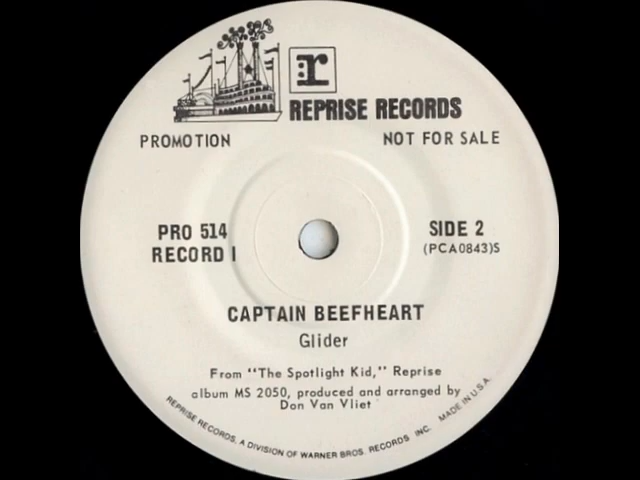 r
REPRISE RECORDS
PROMOTION
NOT FOR SALE
PRO 514
RECORD 1
SIDE 2
(PCA0843)S
CAPTAIN BEEFHEART
Glider
From "The Spotlight Kid," Reprise
album MS 2050, produced and arranged by
Don Van Vliet
REPRISE RECORDS, A DIVISION OF WARNER BROS. RECORDS INC. MADE IN U.S.A.